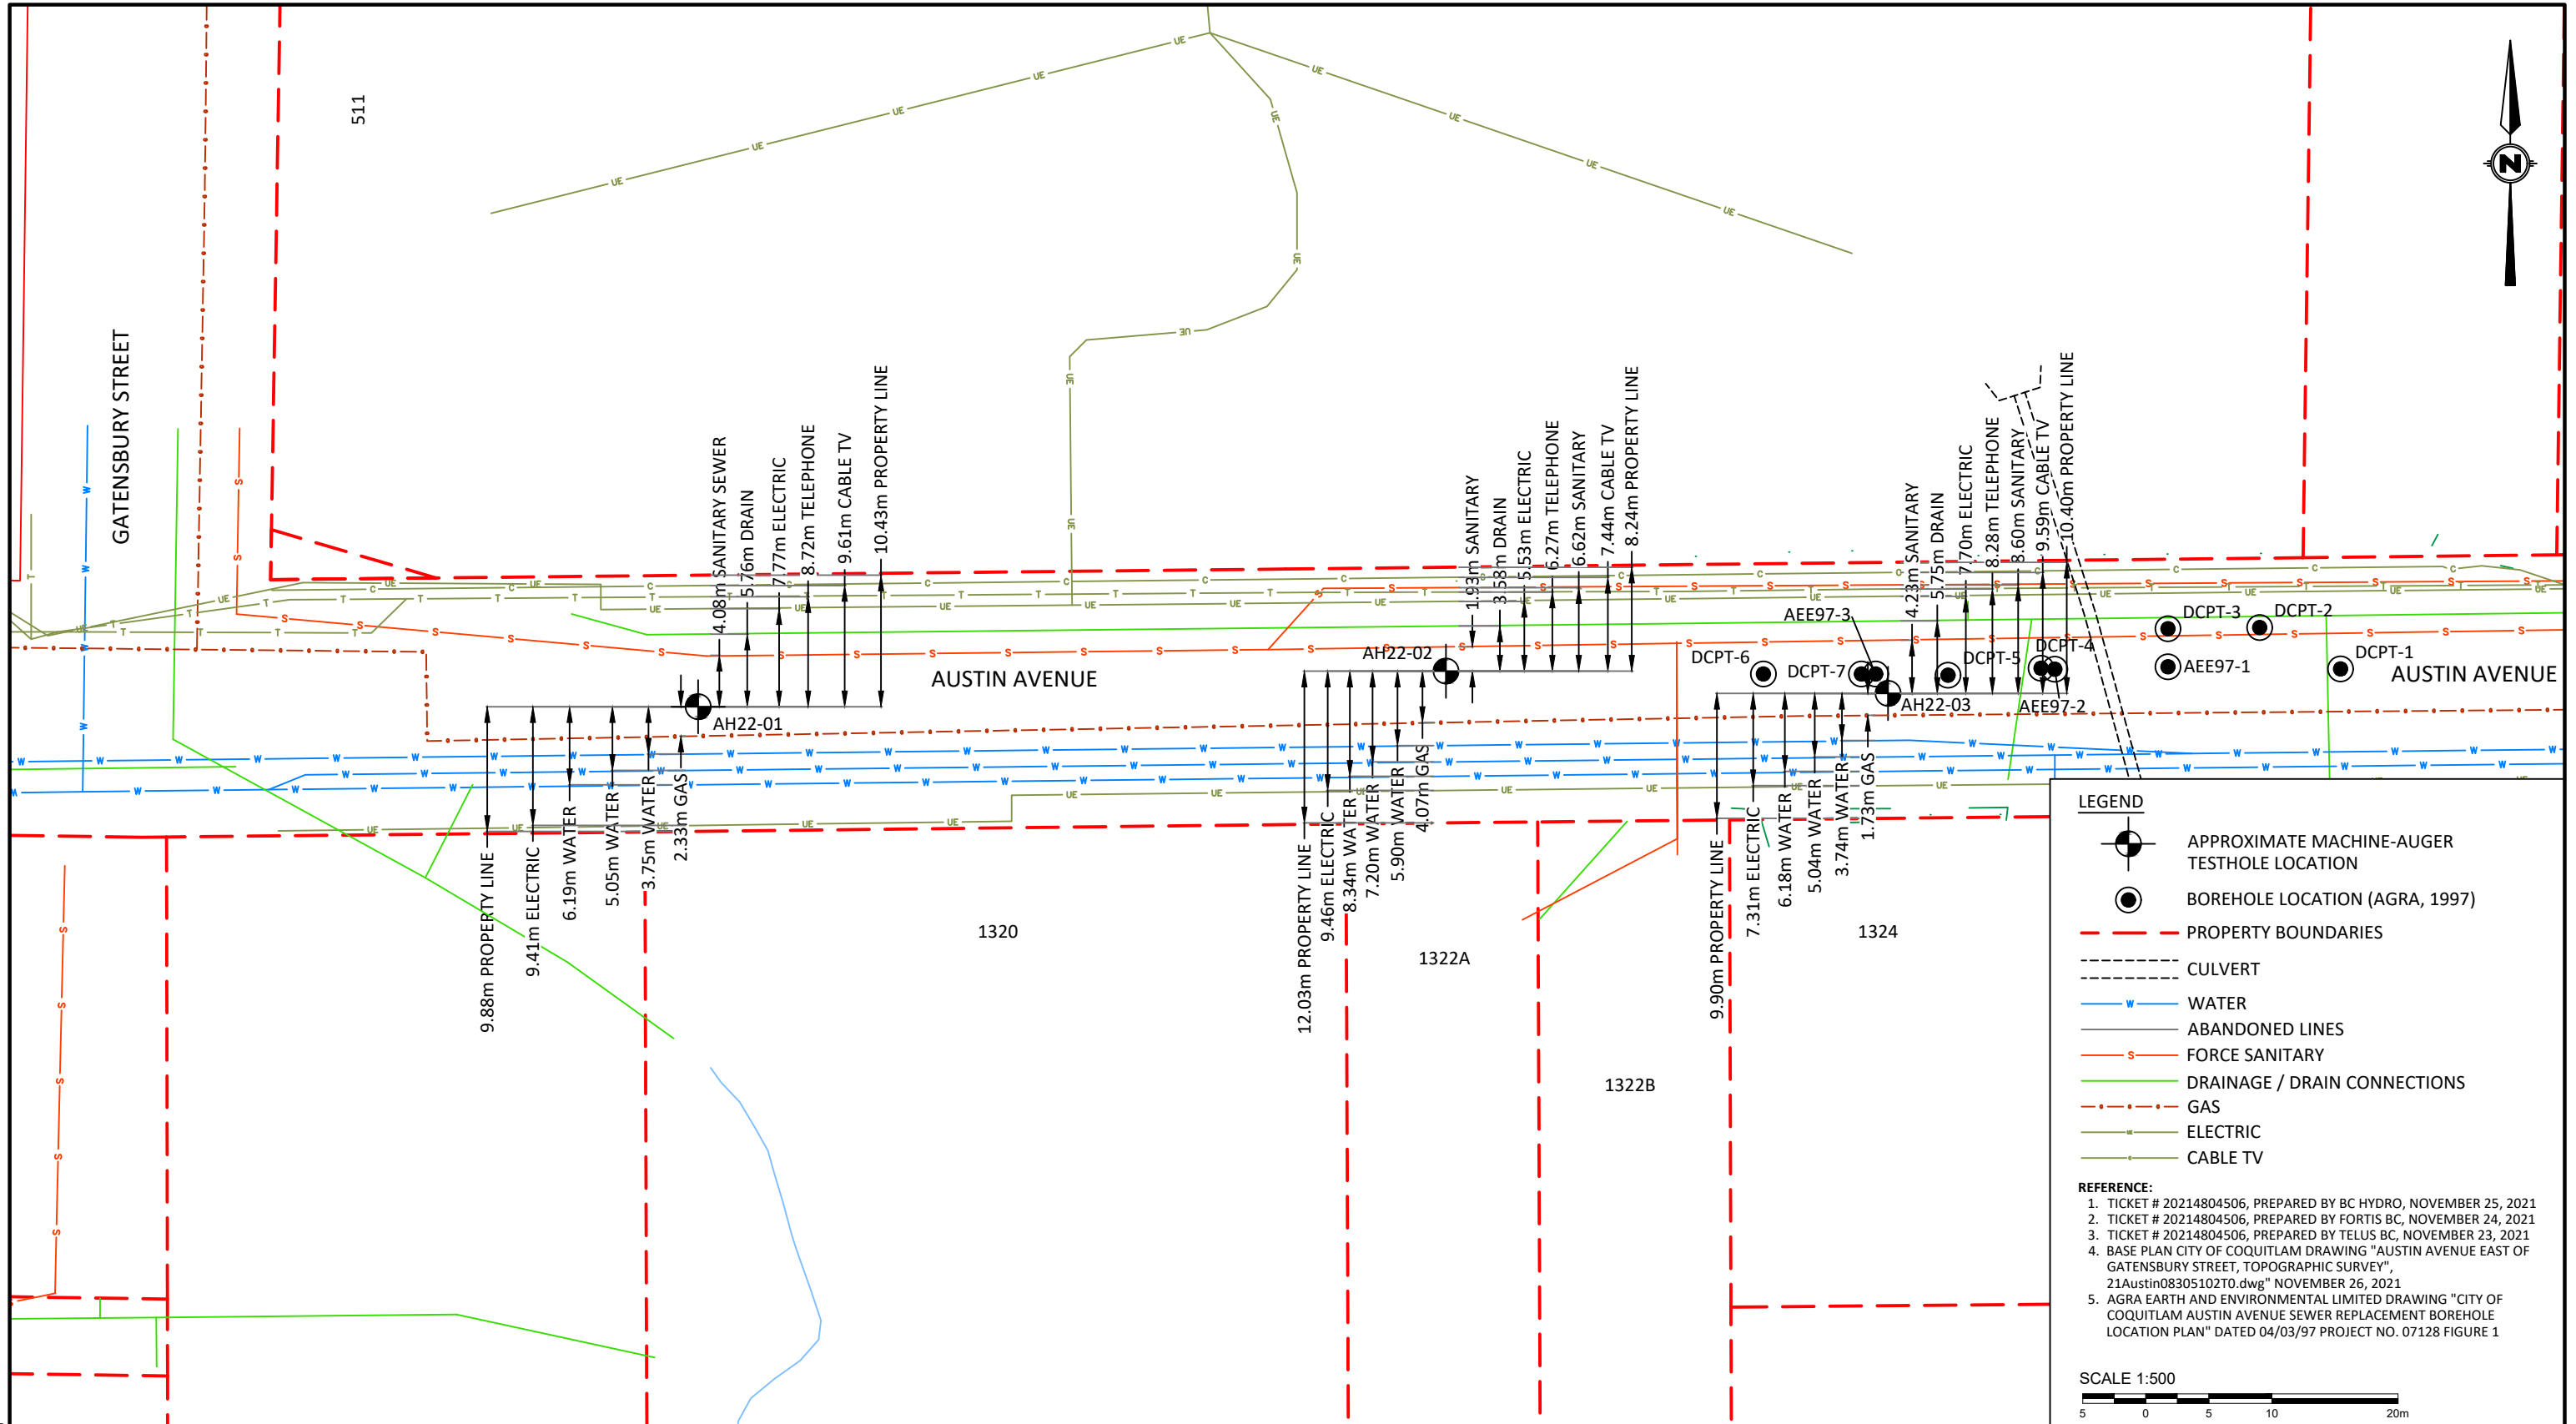 511
N
GATENSBURY STREET
4.08m SANITARY SEWER
5.76m DRAIN
7.77m ELECTRIC
8.72m TELEPHONE
9.61m CABLE TV
10.43m PROPERTY LINE
1.93m SANITARY
3.58m DRAIN
5.53m ELECTRIC
6.27m TELEPHONE
6.62m SANITARY
7.44m CABLE TV
8.24m PROPERTY LINE
4.23m SANITARY
5.75m DRAIN
7.70m ELECTRIC
8.28m TELEPHONE
8.60m SANITARY
9.59m CABLE TV
10.40m PROPERTY LINE
AEE97-3
DCPT-3
DCPT-2
AH22-02
DCPT-6
DCPT-7
DCPT-5
DCPT-4
AEE97-1
DCPT-1
AUSTIN AVENUE
AUSTIN AVENUE
AH22-01
AH22-03
AEE97-2
9.88m PROPERTY LINE
9.41m ELECTRIC
6.19m WATER
5.05m WATER
3.75m WATER
2.33m GAS
12.03m PROPERTY LINE
9.46m ELECTRIC
8.34m WATER
7.20m WATER
5.90m WATER
4.07m GAS
9.90m PROPERTY LINE
7.31m ELECTRIC
6.18m WATER
5.04m WATER
3.74m WATER
1.73m GAS
1320
1322A
1322B
1324
LEGEND
APPROXIMATE MACHINE-AUGER
TESTHOLE LOCATION
BOREHOLE LOCATION (AGRA, 1997)
PROPERTY BOUNDARIES
CULVERT
WATER
ABANDONED LINES
FORCE SANITARY
DRAINAGE / DRAIN CONNECTIONS
GAS
ELECTRIC
CABLE TV
REFERENCE:
1. TICKET # 20214804506, PREPARED BY BC HYDRO, NOVEMBER 25, 2021
2. TICKET # 20214804506, PREPARED BY FORTIS BC, NOVEMBER 24, 2021
3. TICKET # 20214804506, PREPARED BY TELUS BC, NOVEMBER 23, 2021
4. BASE PLAN CITY OF COQUITLAM DRAWING "AUSTIN AVENUE EAST OF
GATENSBURY STREET, TOPOGRAPHIC SURVEY",
21Austin08305102T0.dwg" NOVEMBER 26, 2021
5. AGRA EARTH AND ENVIRONMENTAL LIMITED DRAWING "CITY OF
COQUITLAM AUSTIN AVENUE SEWER REPLACEMENT BOREHOLE
LOCATION PLAN" DATED 04/03/97 PROJECT NO. 07128 FIGURE 1
SCALE 1:500
5 0 5 10 20m